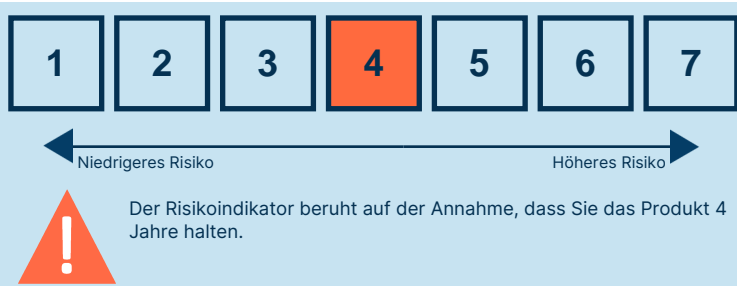 1 2 3 4 5 6 7
Niedrigeres Risiko Höheres Risiko
Der Risikoindikator beruht auf der Annahme, dass Sie das Produkt 4
Jahre halten.
!